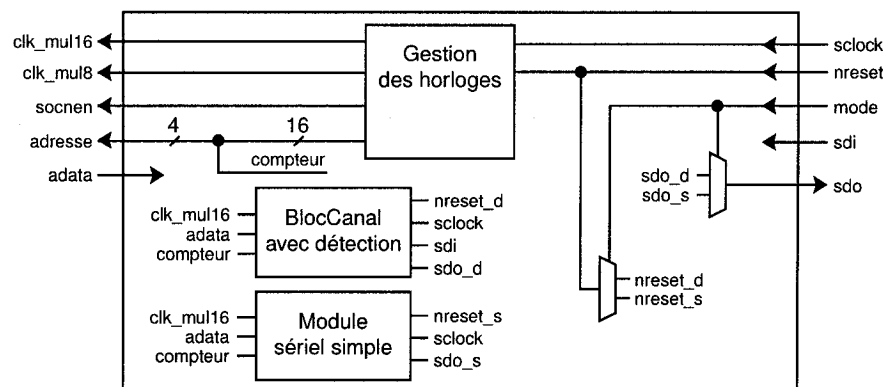 clk_mul16
clk_mul8
socnen
adresse
adata
4
16
compteur
Gestion
des horloges
sclock
nreset
mode
sdi
sdo
sdo_d
sdo_s
nreset_d
nreset_s
clk_mul16
adata
compteur
BlocCanal
avec détection
nreset_d
sclock
sdi
sdo_d
clk_mul16
adata
compteur
Module
sériel simple
nreset_s
sclock
sdo_s